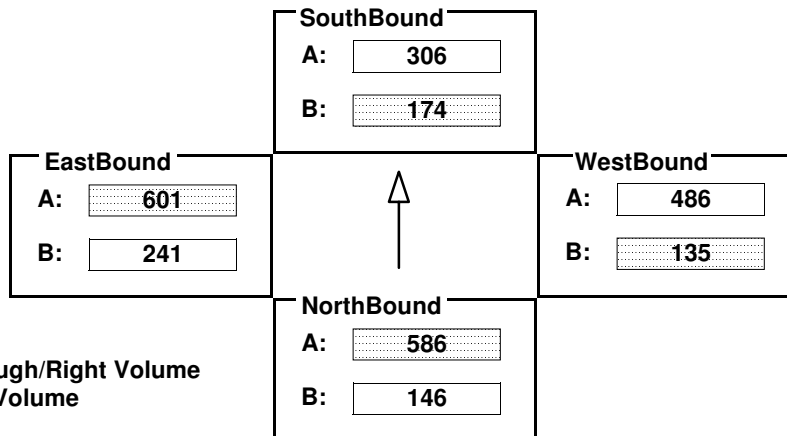 SouthBound
A: 306
B: 174
EastBound
A: 601
B: 241
WestBound
A: 486
B: 135
NorthBound
A: 586
B: 146
ugh/Right Volume
Volume